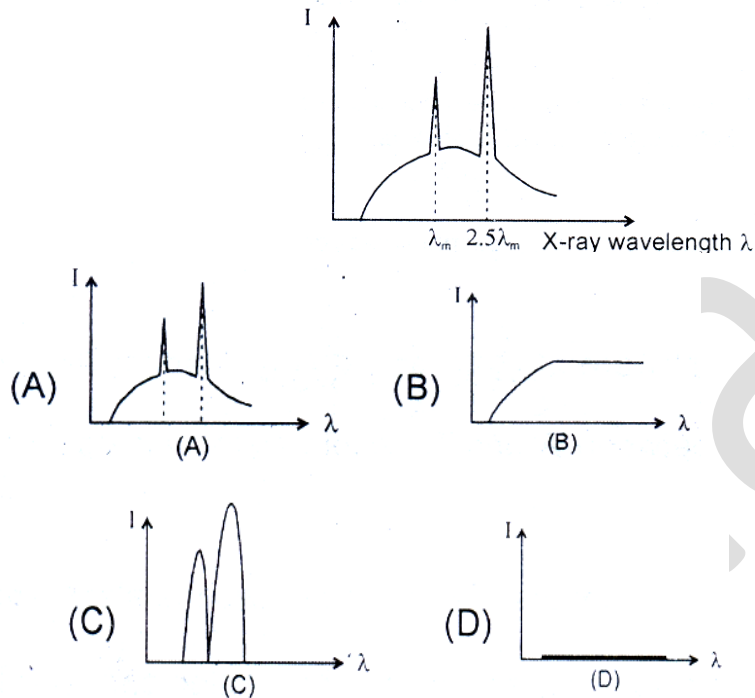 I
λm 2.5λm X-ray wavelength λ
(A) I λ
(A)
(B) I λ
(B)
(C) I λ
(C)
(D) I λ
(D)